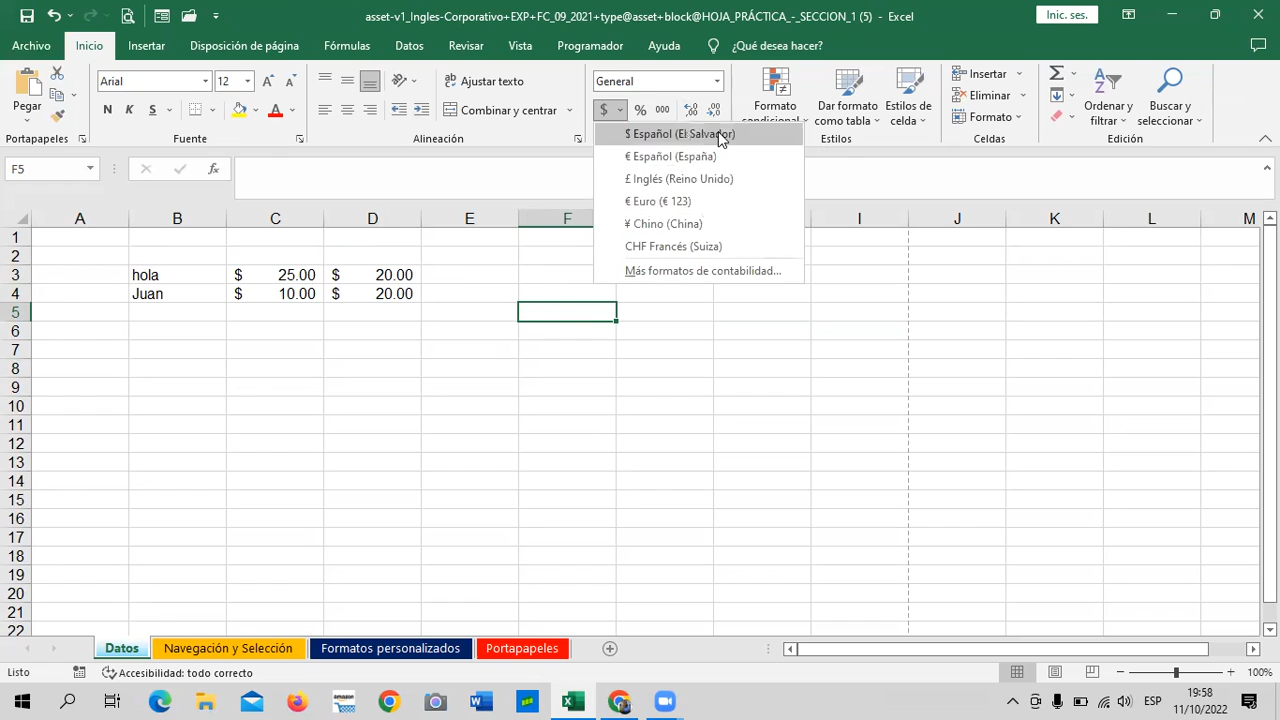 asset-v1_Ingles-Corporativo+EXP+FC_09_2021+type@asset+block@HOJA_PRÁCTICA_-_SECCION_1 (5) - Excel
Inic. ses.
Archivo Inicio Insertar Disposición de página Fórmulas Datos Revisar Vista Programador Ayuda ¿Qué desea hacer?
Pegar
Arial 12
N K S
Ajustar texto
Combinar y centrar
General
$ % 000
Formato
condicional
Dar formato
como tabla
Estilos de
celda
Insertar
Eliminar
Formato
Ordenar y
filtrar
Buscar y
seleccionar
Portapapeles Fuente Alineación Estilos Celdas Edición
$ Español (El Salvador)
€ Español (España)
£ Inglés (Reino Unido)
€ Euro (€ 123)
¥ Chino (China)
CHF Francés (Suiza)
Más formatos de contabilidad...
F5 fx
A B C D E F I J K L M
1
2
3 hola $ 25.00 $ 20.00
4 Juan $ 10.00 $ 20.00
5
6
7
8
9
10
11
12
13
14
15
16
17
18
19
20
21
22
Datos Navegación y Selección Formatos personalizados Portapapeles
Listo Accesibilidad: todo correcto 100%
ESP
19:58
11/10/2022